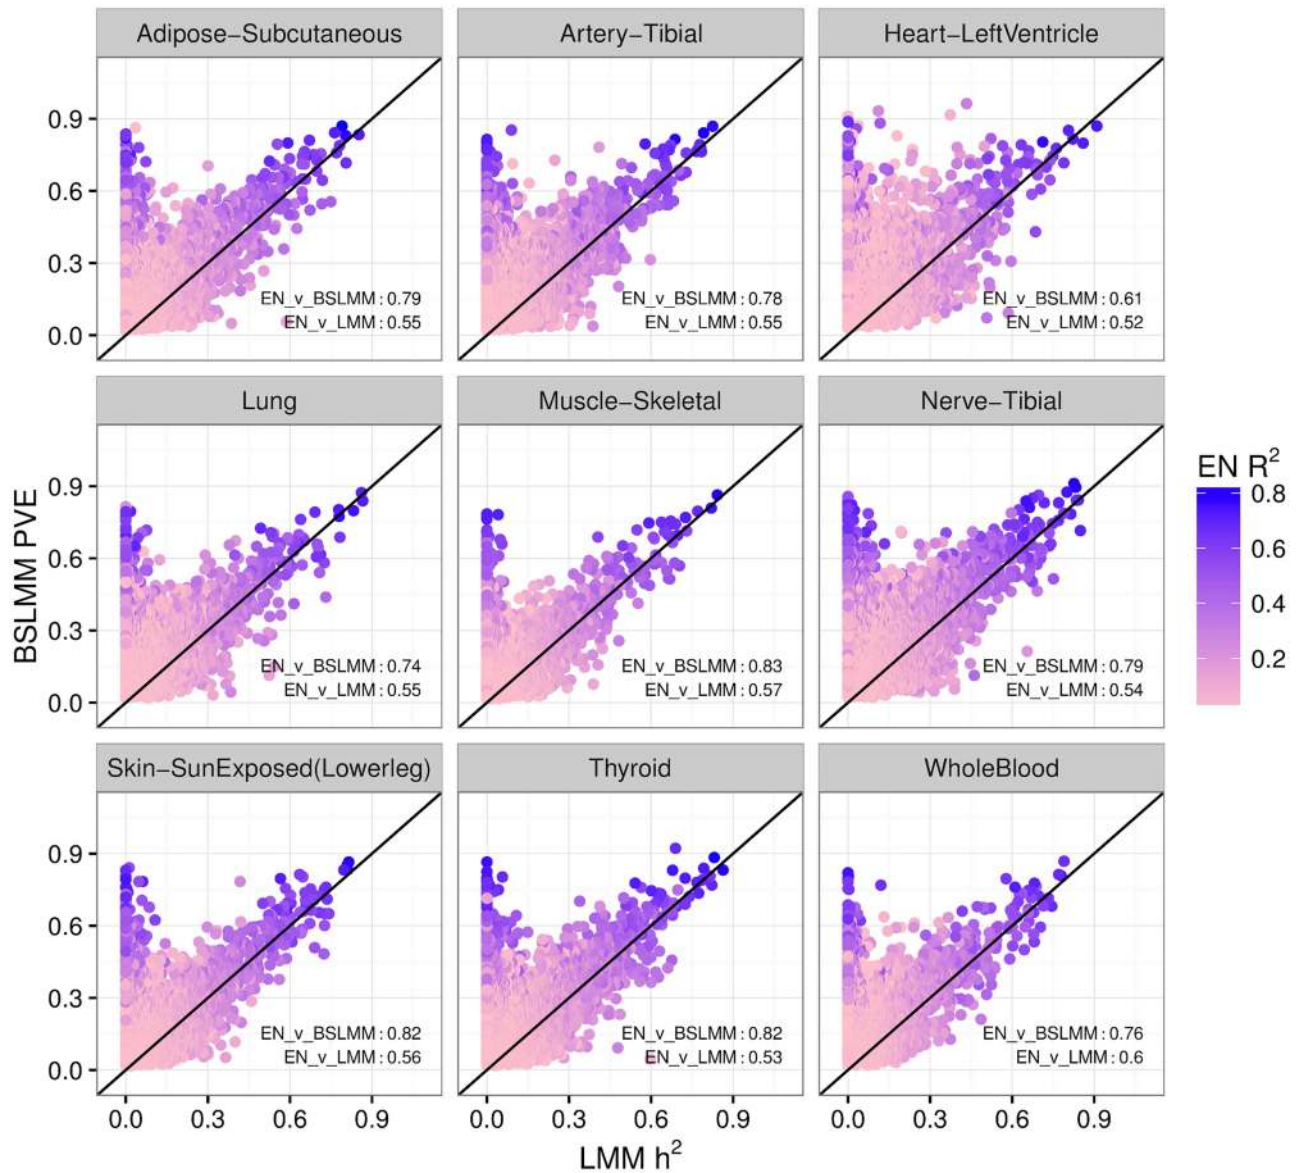 Adipose−Subcutaneous
Artery−Tibial
Heart−LeftVentricle
0.9
0.6
0.3
0.0
EN_v_BSLMM : 0.79
EN_v_LMM : 0.55
EN_v_BSLMM : 0.78
EN_v_LMM : 0.55
EN_v_BSLMM : 0.61
EN_v_LMM : 0.52
Lung
Muscle−Skeletal
Nerve−Tibial
0.9
0.6
0.3
0.0
EN_v_BSLMM : 0.74
EN_v_LMM : 0.55
EN_v_BSLMM : 0.83
EN_v_LMM : 0.57
EN_v_BSLMM : 0.79
EN_v_LMM : 0.54
BSLMM PVE
EN R²
0.8
0.6
0.4
0.2
Skin−SunExposed(Lowerleg)
Thyroid
WholeBlood
0.9
0.6
0.3
0.0
EN_v_BSLMM : 0.82
EN_v_LMM : 0.56
EN_v_BSLMM : 0.82
EN_v_LMM : 0.53
EN_v_BSLMM : 0.76
EN_v_LMM : 0.6
0.0 0.3 0.6 0.9
0.0 0.3 0.6 0.9
0.0 0.3 0.6 0.9
LMM h²